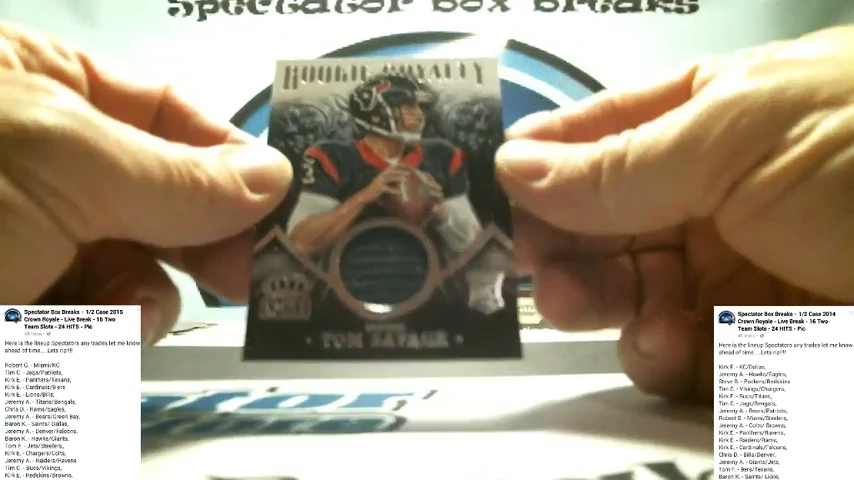 Spectator Box Breaks
ROOKIE ROYALTY
TOM SAVAGE
Spectator Box Breaks - 1/2 Case 2015
Crown Royale - Live Break - 16 Two
Team Slots - 24 HITS - Pic
Here is the lineup Spectators any trades let me know
ahead of time....Lets rip!!!!
Robert G. - Miami/KC
Tim C. - Jags/Patriots,
Kirk E. - Panthers/Texans,
Kirk E. - Cardinals/9ers
Kirk E. - Lions/Bills,
Jeremy A. - Titans/Bengals,
Chris D. - Rams/Eagles,
Jeremy A. - Bears/Green Bay,
Baron K. - Saints/ Dallas,
Jeremy A. - Denver/Falcons,
Baron K. - Hawks/Giants,
Tom F. - Jets/Steelers,
Kirk E. - Chargers/Colts,
Jeremy A. - Raiders/Ravens
Tim C. - Bucs/Vikings,
Kirk E. - Redskins/Browns,
Spectator Box Breaks - 1/2 Case 2014
Crown Royale - Live Break - 16 Two
Team Slots - 24 HITS - Pic
Here is the lineup Spectators any trades let me know
ahead of time....Lets rip!!!!
Kirk E. - KC/Dallas,
Jeremy A. - Hawks/Eagles,
Steve B. - Packers/Redskins
Tim C. - Vikings/Chargers,
Kirk E. - Bucs/Titans,
Tim C. - Jags/Bengals,
Jeremy A. - Bears/Patriots,
Robert G. - Miami/Steelers,
Jeremy A. - Colts/ Browns,
Kirk E. - Panthers/Ravens,
Kirk E. - Raiders/Rams,
Kirk E. - Cardinals/Falcons,
Chris D. - Bills/Denver,
Jeremy A. - Giants/Jets,
Tom F. - 9ers/Texans,
Baron K. - Saints/ Lions,